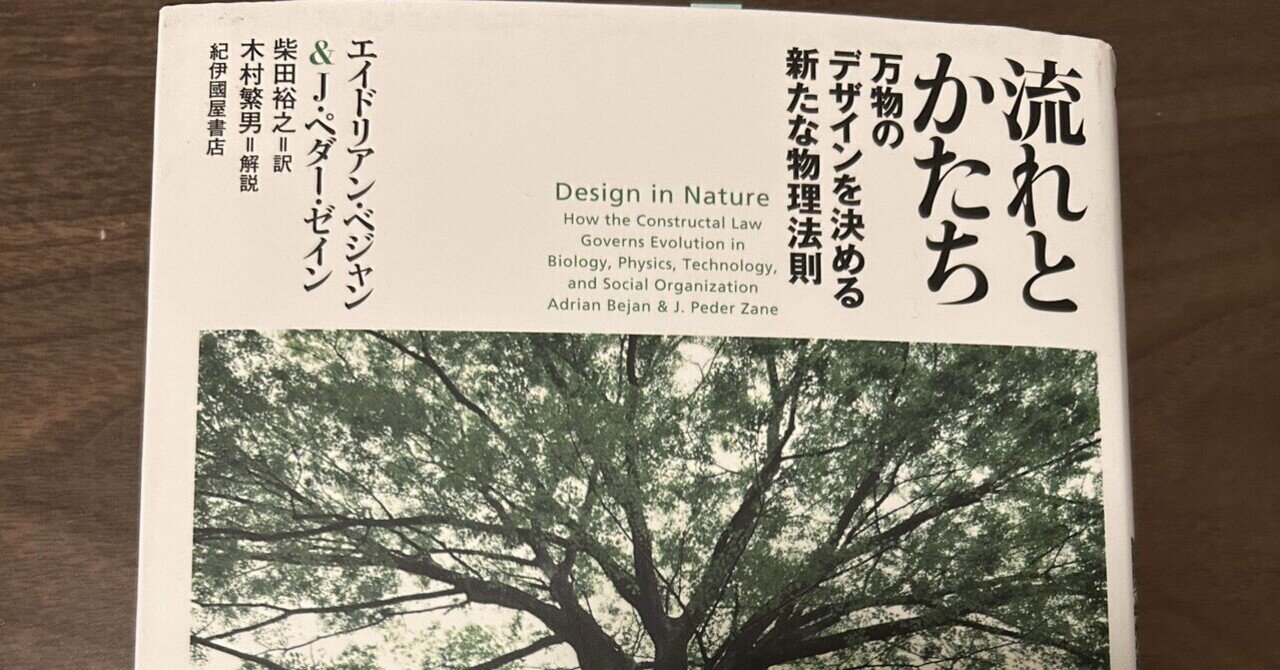 流れと
かたち
万物の
デザインを決める
新たな物理法則
Design in Nature
How the Constructal Law
Governs Evolution in
Biology, Physics, Technology,
and Social Organization
Adrian Bejan & J. Peder Zane
エイドリアン・ベジャン
&J・ペダー・ゼイン
柴田裕之=訳
木村繁男=解説
紀伊國屋書店